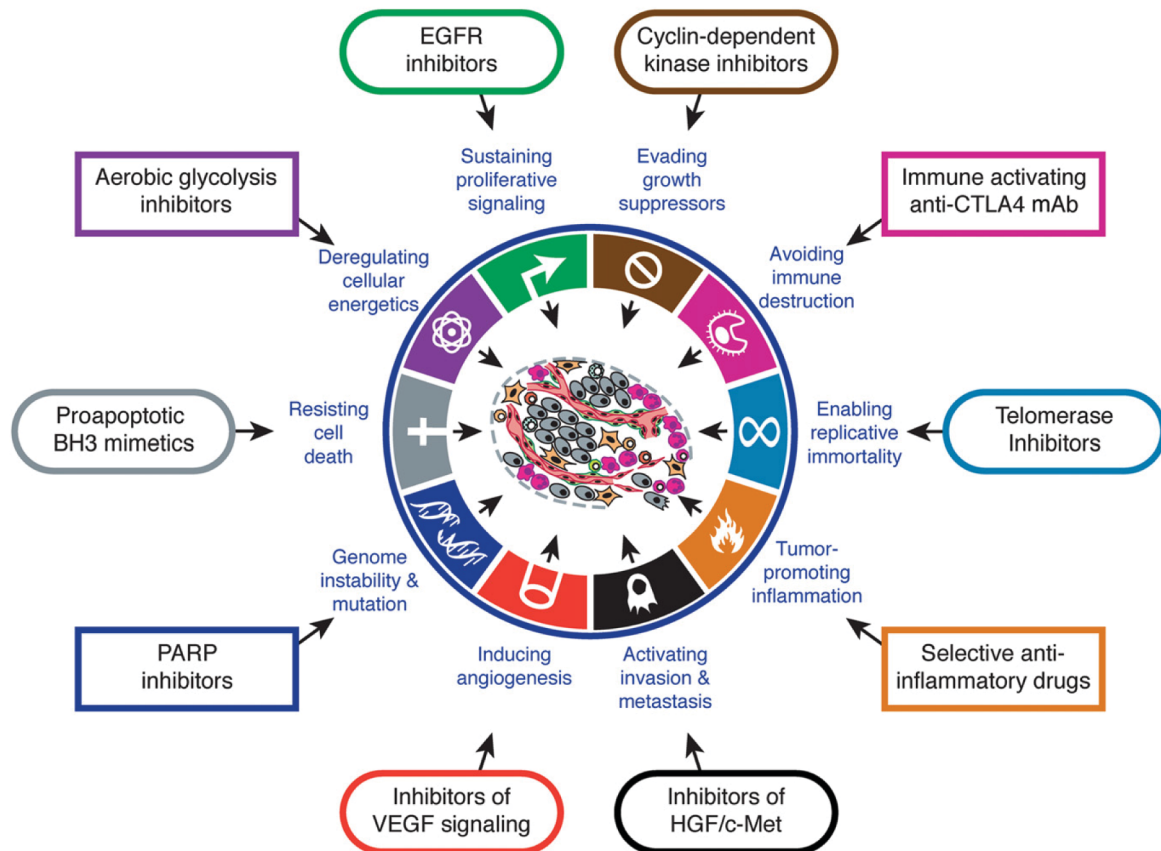 EGFR
inhibitors
Cyclin-dependent
kinase inhibitors
Sustaining
proliferative
signaling
Evading
growth
suppressors
Aerobic glycolysis
inhibitors
Immune activating
anti-CTLA4 mAb
Deregulating
cellular
energetics
Avoiding
immune
destruction
Proapoptotic
BH3 mimetics
Resisting
cell
death
Enabling
replicative
immortality
Telomerase
Inhibitors
Genome
instability &
mutation
Tumor-
promoting
inflammation
PARP
inhibitors
Inducing
angiogenesis
Activating
invasion &
metastasis
Selective anti-
inflammatory drugs
Inhibitors of
VEGF signaling
Inhibitors of
HGF/c-Met